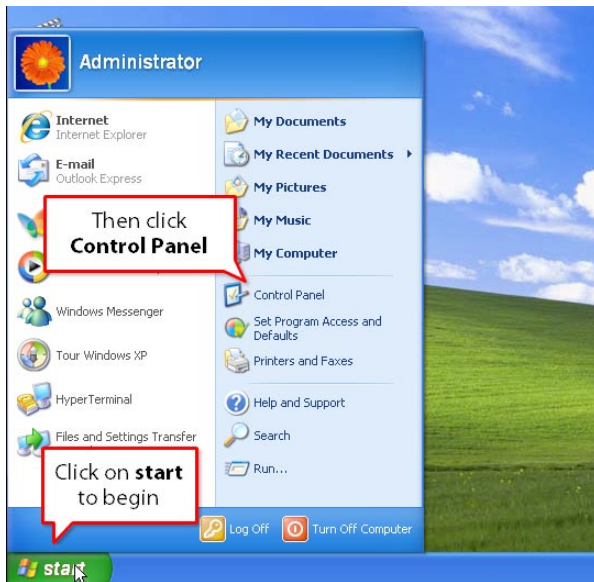 Administrator
Internet
Internet Explorer
E-mail
Outlook Express
Then click
Control Panel
Windows Messenger
Tour Windows XP
HyperTerminal
Files and Settings Transfer
Click on start
to begin
My Documents
My Recent Documents
My Pictures
My Music
My Computer
Control Panel
Set Program Access and
Defaults
Printers and Faxes
Help and Support
Search
Run...
Log Off
Turn Off Computer
start